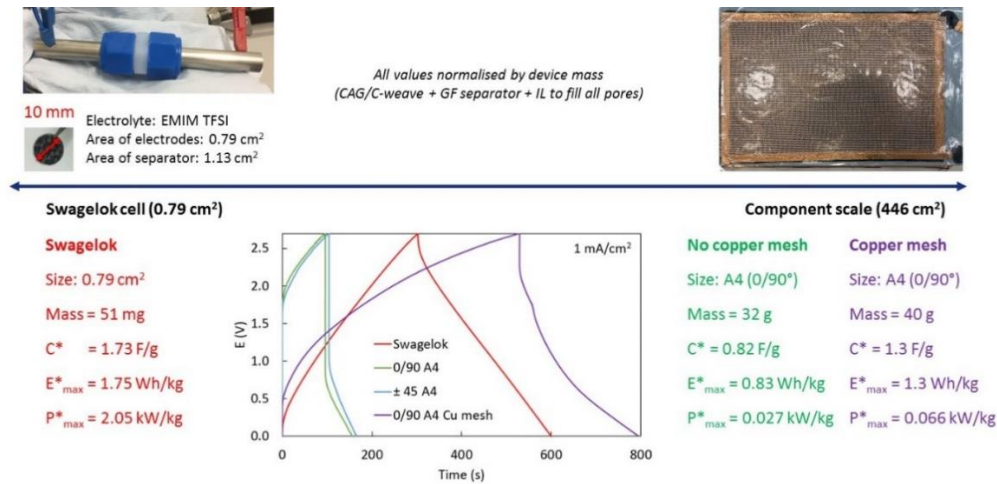 All values normalised by device mass
(CAG/C-weave + GF separator + IL to fill all pores)
10 mm
Electrolyte: EMIM TFSI
Area of electrodes: 0.79 cm²
Area of separator: 1.13 cm²
Swagelok cell (0.79 cm²)
Component scale (446 cm²)
Swagelok
Size: 0.79 cm²
Mass = 51 mg
C* = 1.73 F/g
E*max = 1.75 Wh/kg
P*max = 2.05 kW/kg
E (V)
2.5
2.0
1.5
1.0
0.5
0.0
1 mA/cm²
Swagelok
0/90 A4
± 45 A4
0/90 A4 Cu mesh
0 200 400 600 800
Time (s)
No copper mesh
Size: A4 (0/90°)
Mass = 32 g
C* = 0.82 F/g
E*max = 0.83 Wh/kg
P*max = 0.027 kW/kg
Copper mesh
Size: A4 (0/90°)
Mass = 40 g
C* = 1.3 F/g
E*max = 1.3 Wh/kg
P*max = 0.066 kW/kg